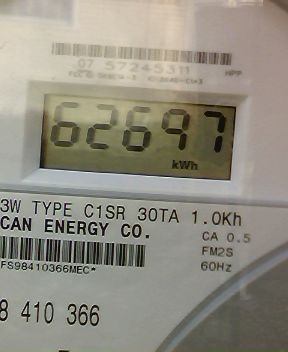 07 57245311
HPP
62697
kWh
3W TYPE C1SR 30TA 1.0Kh
CAN ENERGY CO.
CA 0.5
FM2S
60Hz
FS98410366MEC*
8 410 366